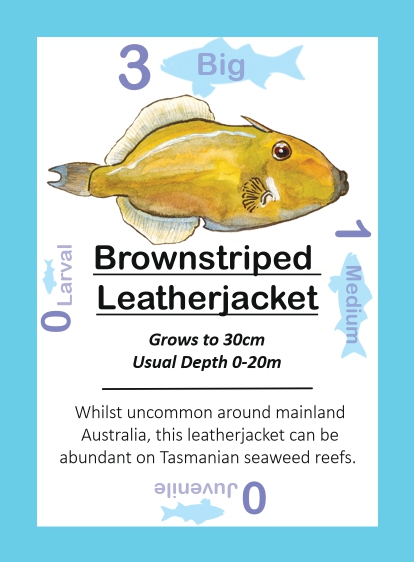 3 Big
1 Medium
0 Larval
Brownstriped
Leatherjacket
Grows to 30cm
Usual Depth 0-20m
Whilst uncommon around mainland
Australia, this leatherjacket can be
abundant on Tasmanian seaweed reefs.
0 Juvenile